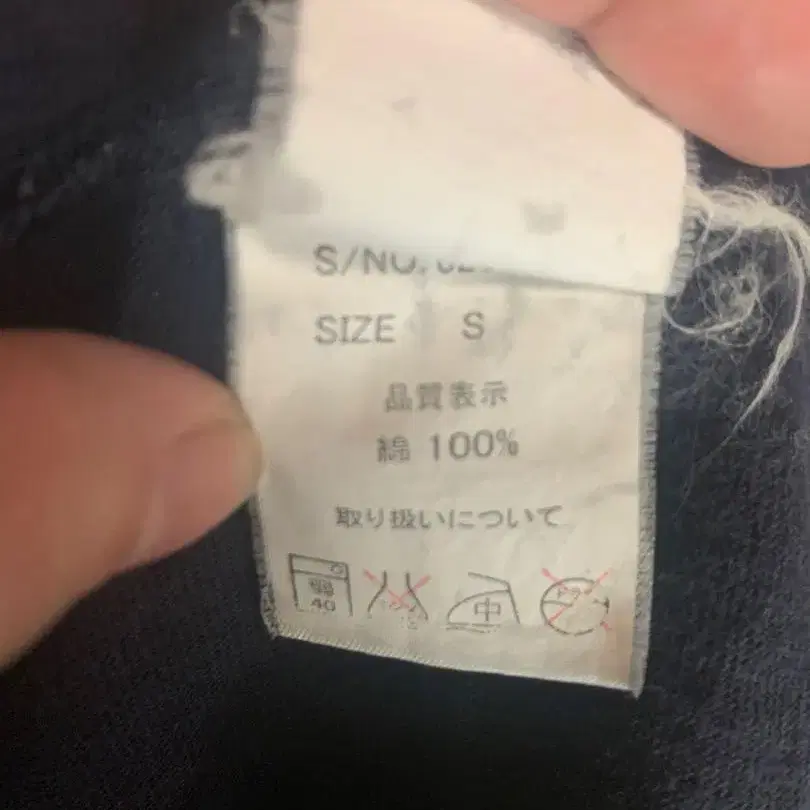 S/NO.
SIZE S
品質表示
綿 100%
取り扱いについて
弱
40
中